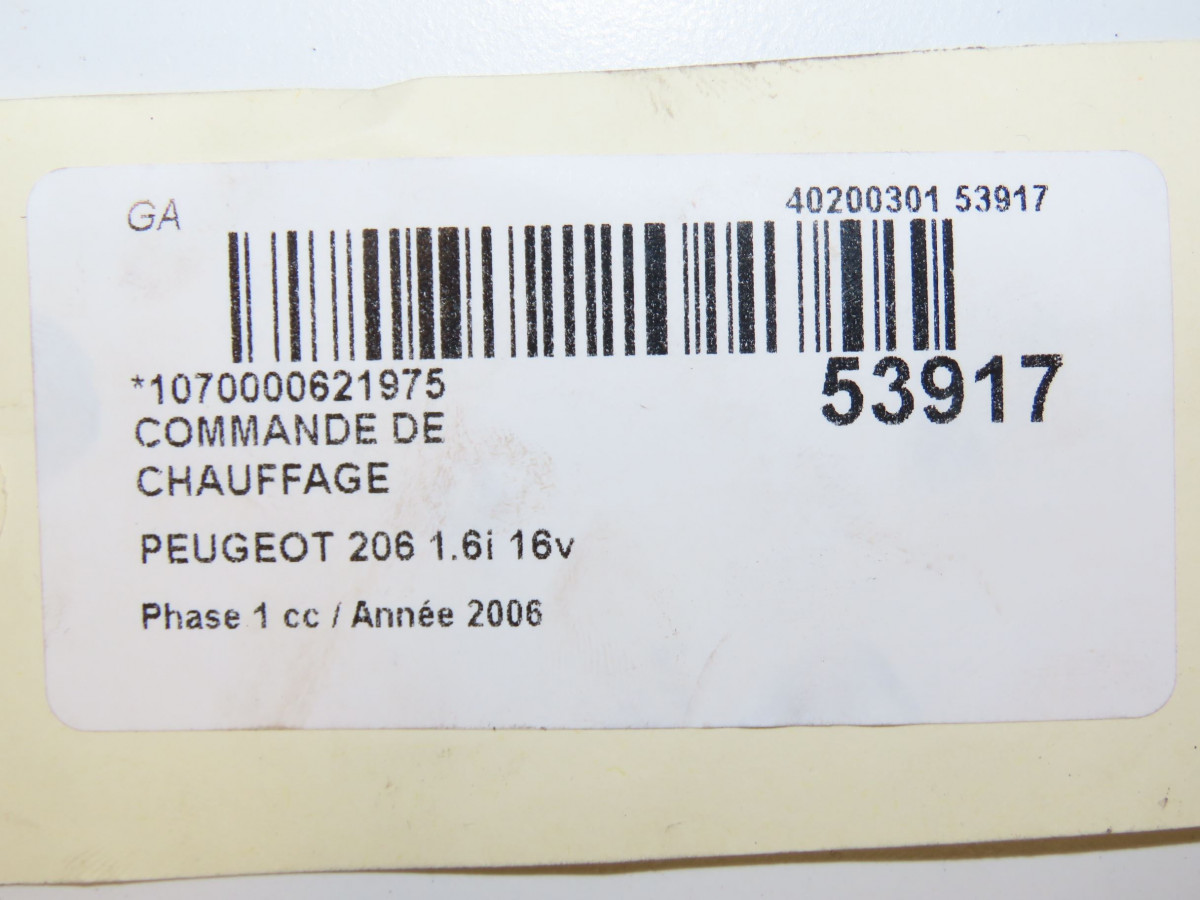 GA
40200301 53917
*1070000621975
53917
COMMANDE DE
CHAUFFAGE
PEUGEOT 206 1.6i 16v
Phase 1 cc / Année 2006